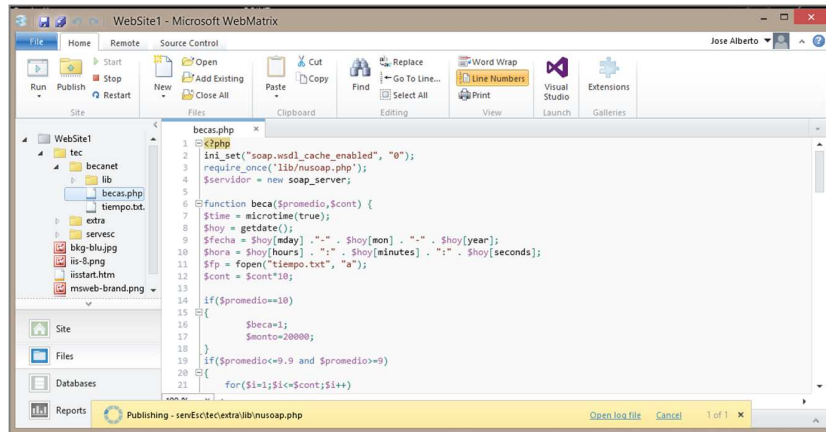 WebSite1 - Microsoft WebMatrix
File Home Remote Source Control
Jose Alberto
Run
Publish
Start
Stop
Restart
Site
New
Open
Add Existing
Close All
Files
Paste
Cut
Copy
Clipboard
Find
Replace
Go To Line...
Select All
Editing
Word Wrap
Line Numbers
Print
View
Visual Studio
Launch
Extensions
Galleries
WebSite1
tec
becanet
lib
becas.php
tiempo.txt.
extra
servesc
bkg-blu.jpg
iis-8.png
iisstart.htm
msweb-brand.png
Site
Files
Databases
Reports
becas.php ×
1 <?php
2 ini_set("soap.wsdl_cache_enabled", "0");
3 require_once('lib/nusoap.php');
4 $servidor = new soap_server;
5
6 function beca($promedio,$cont) {
7 $time = microtime(true);
8 $hoy = getdate();
9 $fecha = $hoy[mday] ."-" . $hoy[mon] . "-" . $hoy[year];
10 $hora = $hoy[hours] . ":" . $hoy[minutes] . ":" . $hoy[seconds];
11 $fp = fopen("tiempo.txt", "a");
12 $cont = $cont*10;
13
14 if($promedio==10)
15 {
16 $beca=1;
17 $monto=20000;
18 }
19 if($promedio<=9.9 and $promedio>=9)
20 {
21 for($i=1;$i<=$cont;$i++)
Publishing - servEsc\tec\extra\lib\nusoap.php
Open log file Cancel 1 of 1 ×